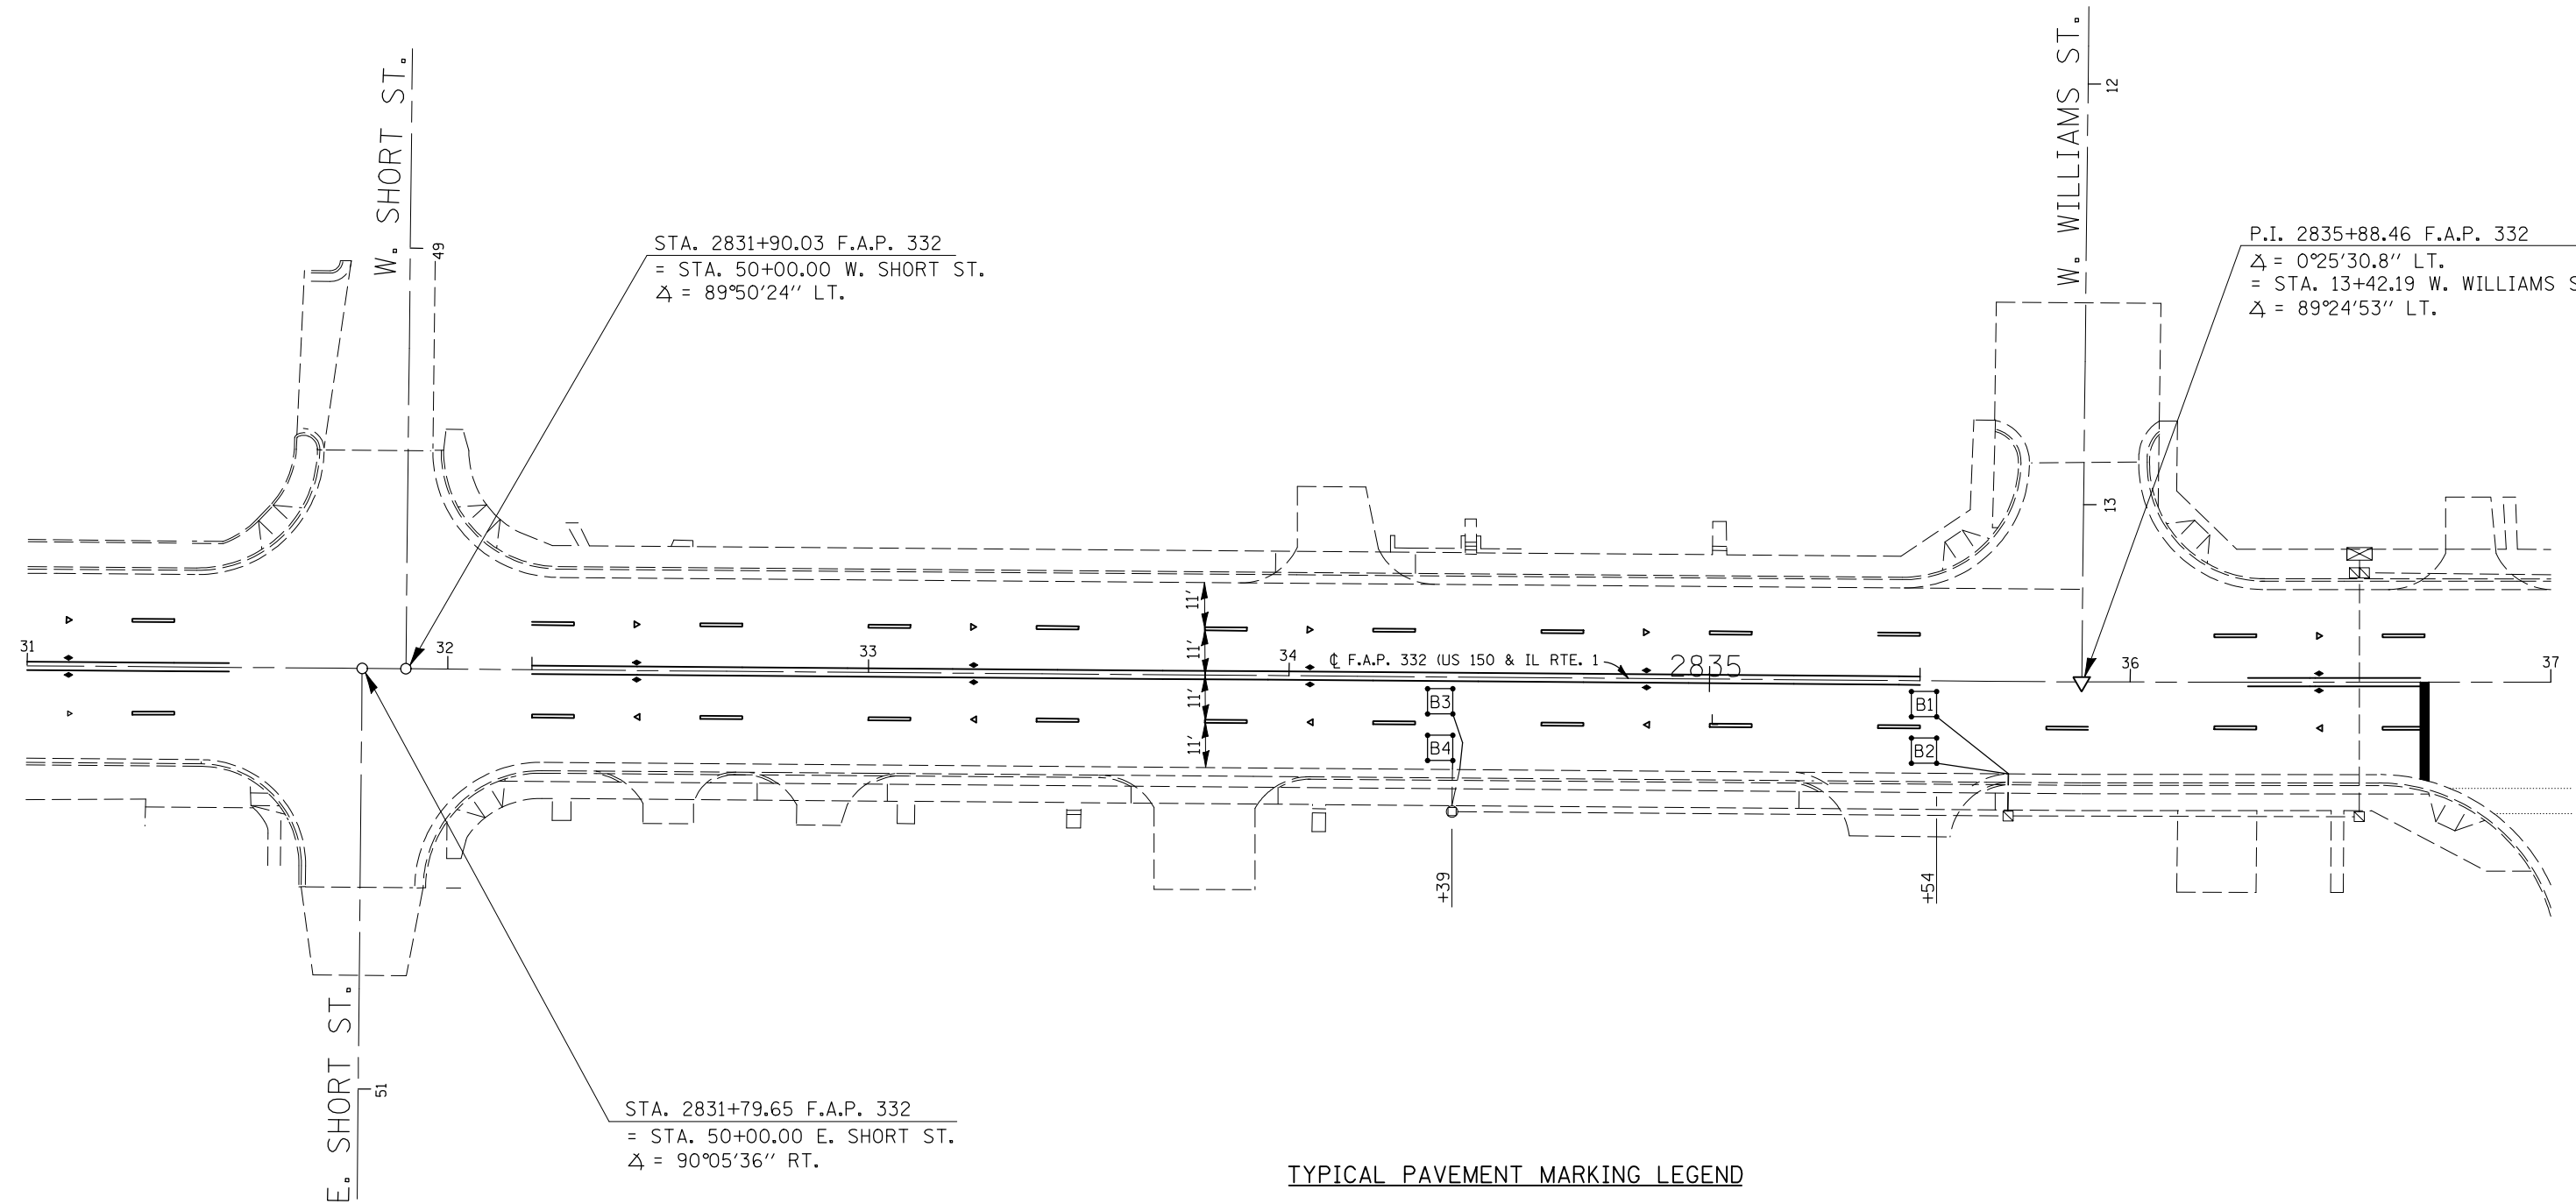 W. SHORT ST.
49
W. WILLIAMS ST.
12
13
STA. 2831+90.03 F.A.P. 332
= STA. 50+00.00 W. SHORT ST.
∆ = 89°50'24" LT.
P.I. 2835+88.46 F.A.P. 332
∆ = 0°25'30.8" LT.
= STA. 13+42.19 W. WILLIAMS S
∆ = 89°24'53" LT.
31
32
33
34
℄ F.A.P. 332 (US 150 & IL RTE. 1
2835
36
37
11'
11'
11'
11'
B3
B4
B1
B2
+39
+54
E. SHORT ST.
51
STA. 2831+79.65 F.A.P. 332
= STA. 50+00.00 E. SHORT ST.
∆ = 90°05'36" RT.
TYPICAL PAVEMENT MARKING LEGEND